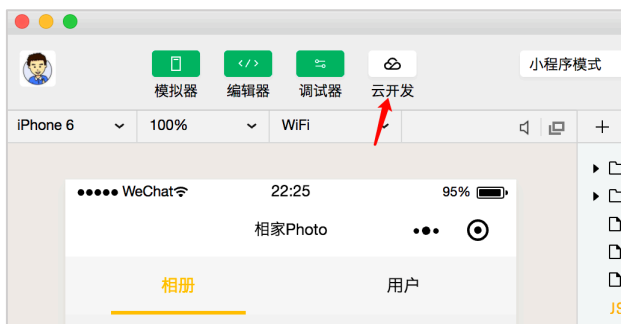 模拟器 编辑器 调试器 云开发 小程序模式
iPhone 6 100% WiFi
WeChat 22:25 95%
相家Photo
相册 用户
JS